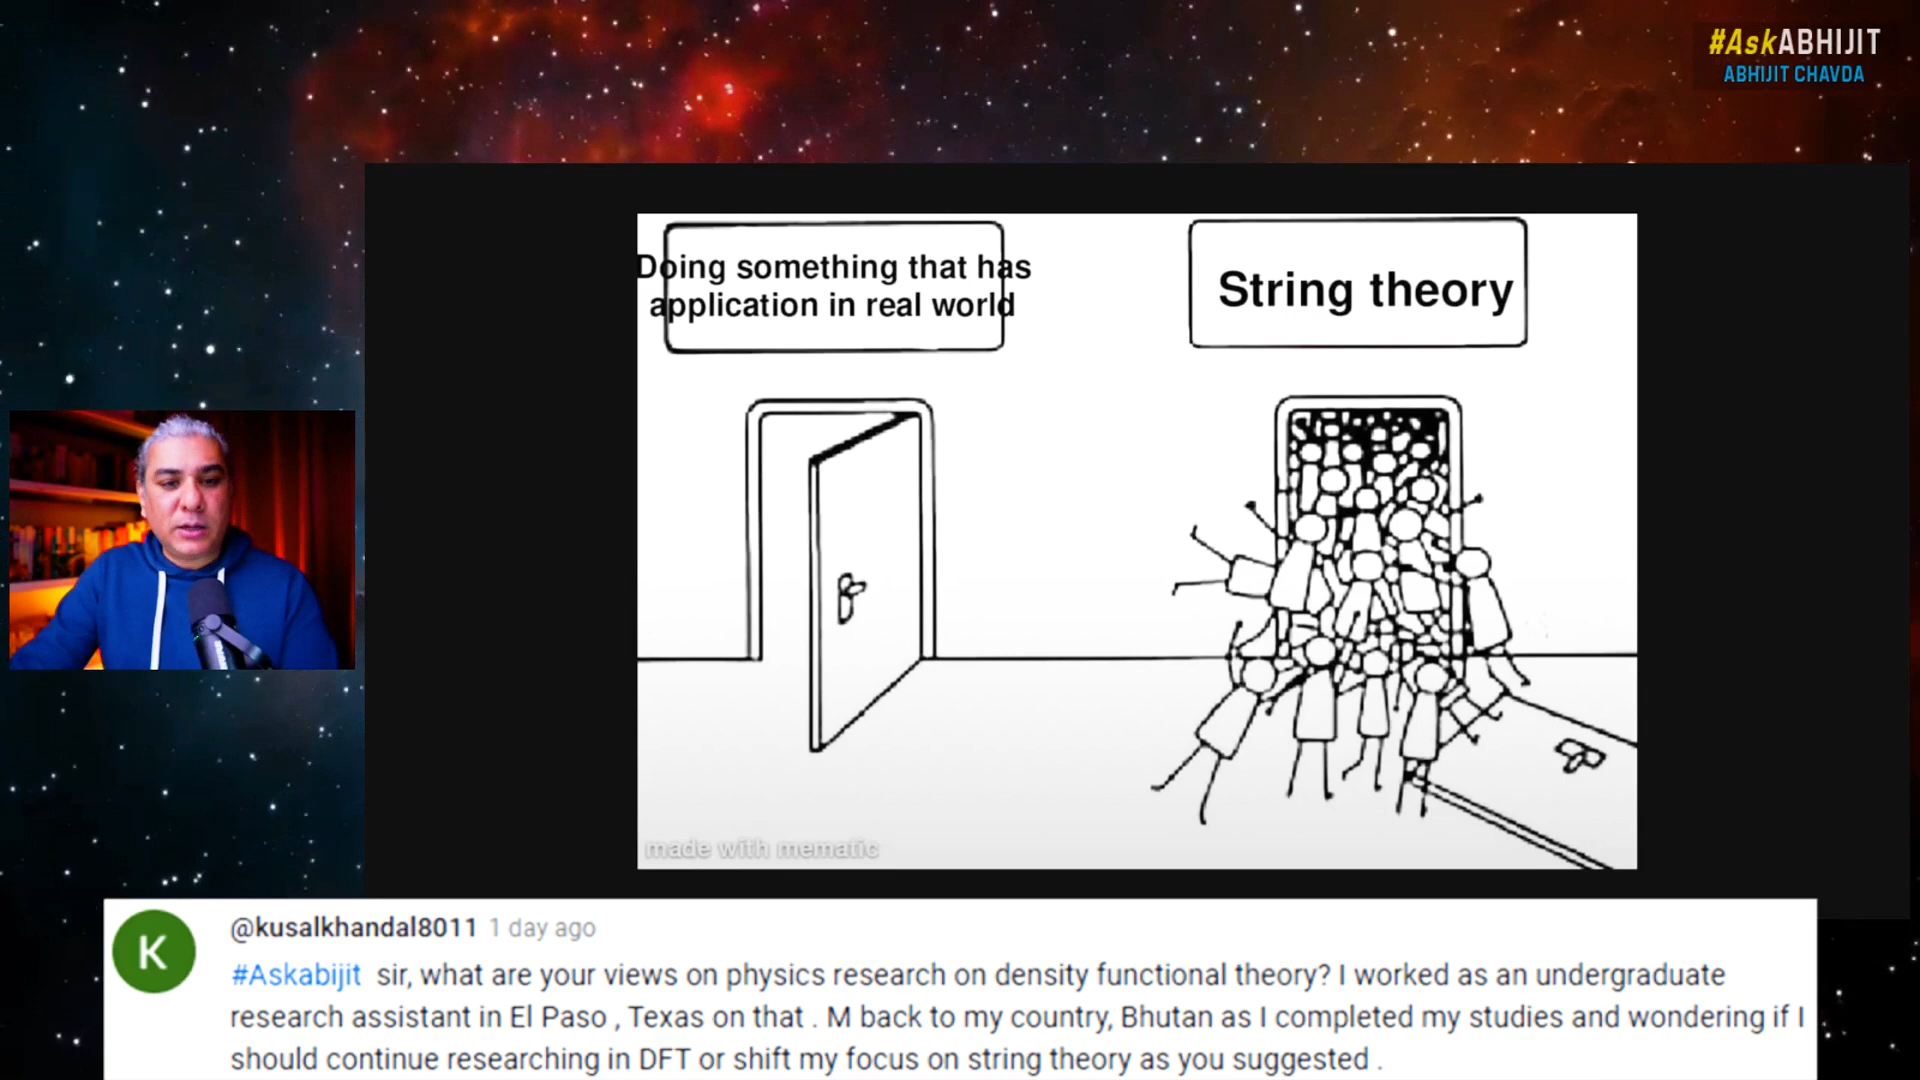 #AskABHIJIT
ABHIJIT CHAVDA
Doing something that has
application in real world
String theory
made with mematic
K
@kusalkhandal8011 1 day ago
#Askabijit sir, what are your views on physics research on density functional theory? I worked as an undergraduate
research assistant in El Paso , Texas on that . M back to my country, Bhutan as I completed my studies and wondering if I
should continue researching in DFT or shift my focus on string theory as you suggested .